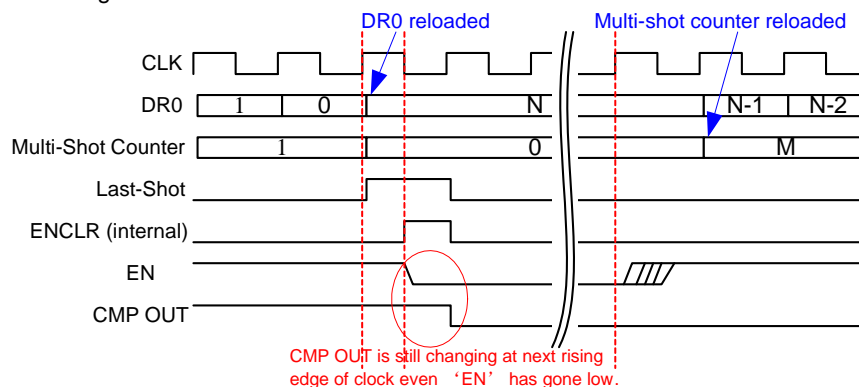 DR0 reloaded
Multi-shot counter reloaded
CLK
DR0 1 0 N N-1 N-2
Multi-Shot Counter 1 0 M
Last-Shot
ENCLR (internal)
EN
CMP OUT
CMP OUT is still changing at next rising
edge of clock even ‘EN’ has gone low.